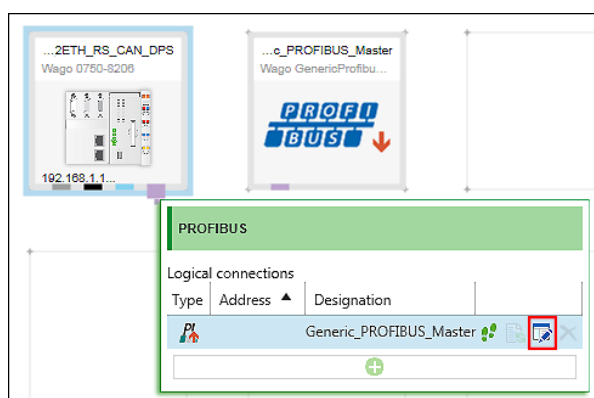 ...2ETH_RS_CAN_DPS
Wago 0750-8206
192.168.1.1...
...c_PROFIBUS_Master
Wago GenericProfibu...
PROFI
BUS
PROFIBUS
Logical connections
Type Address ▲ Designation
Generic_PROFIBUS_Master